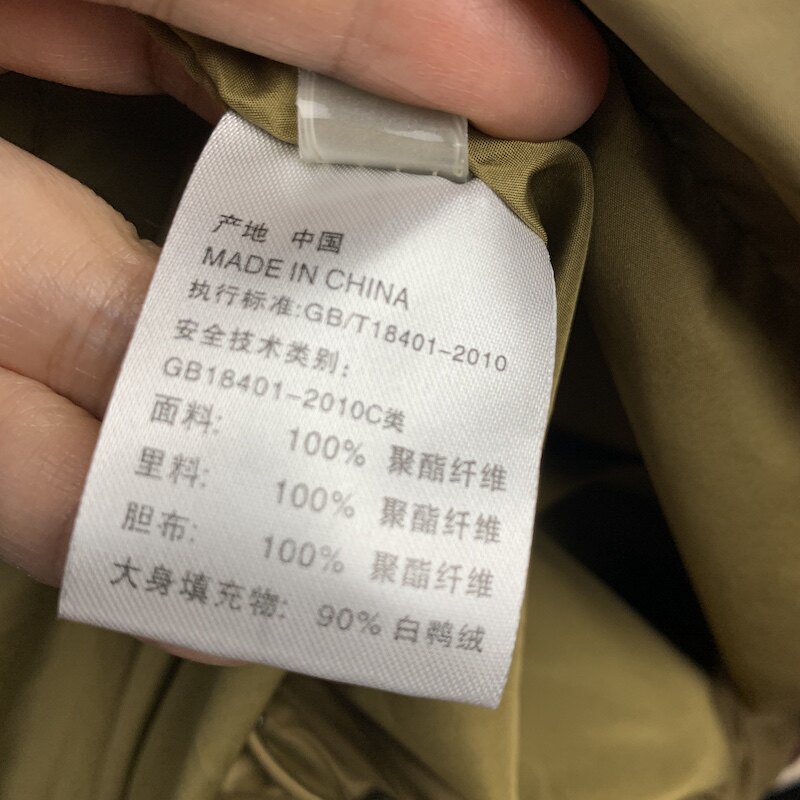 产地 中国
MADE IN CHINA
执行标准:GB/T18401-2010
安全技术类别:
GB18401-2010C类
面料: 100% 聚酯纤维
里料: 100% 聚酯纤维
胆布: 100% 聚酯纤维
大身填充物: 90% 白鸭绒